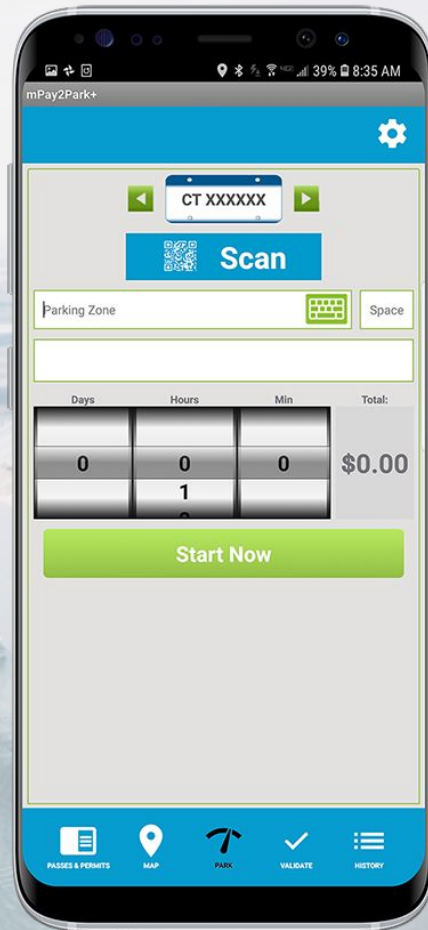 39% 8:35 AM
mPay2Park+
CT XXXXXX
Scan
Parking Zone
Space
Days Hours Min Total:
0 0 0 $0.00
1
Start Now
PASSES & PERMITS MAP PARK VALIDATE HISTORY